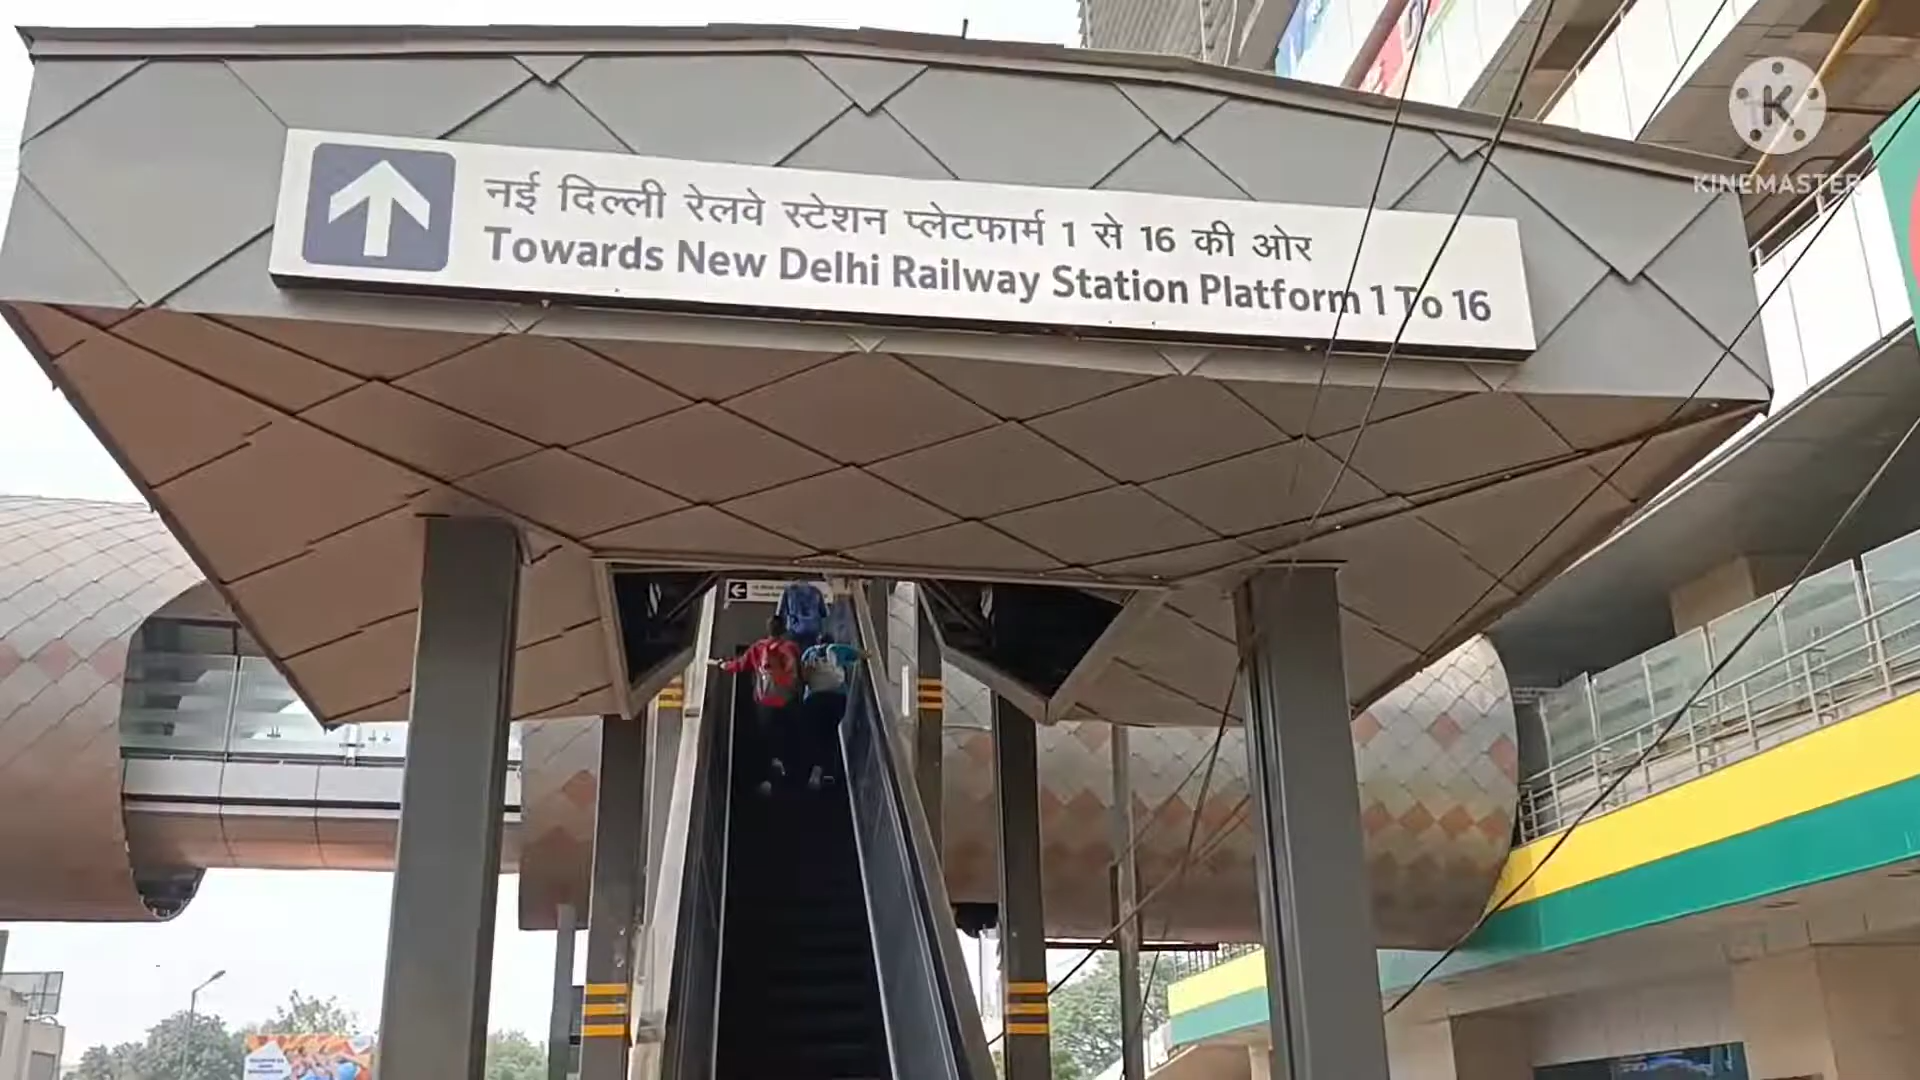 नई दिल्ली रेलवे स्टेशन प्लेटफार्म 1 से 16 की ओर
Towards New Delhi Railway Station Platform 1 To 16
K
KINEMASTER